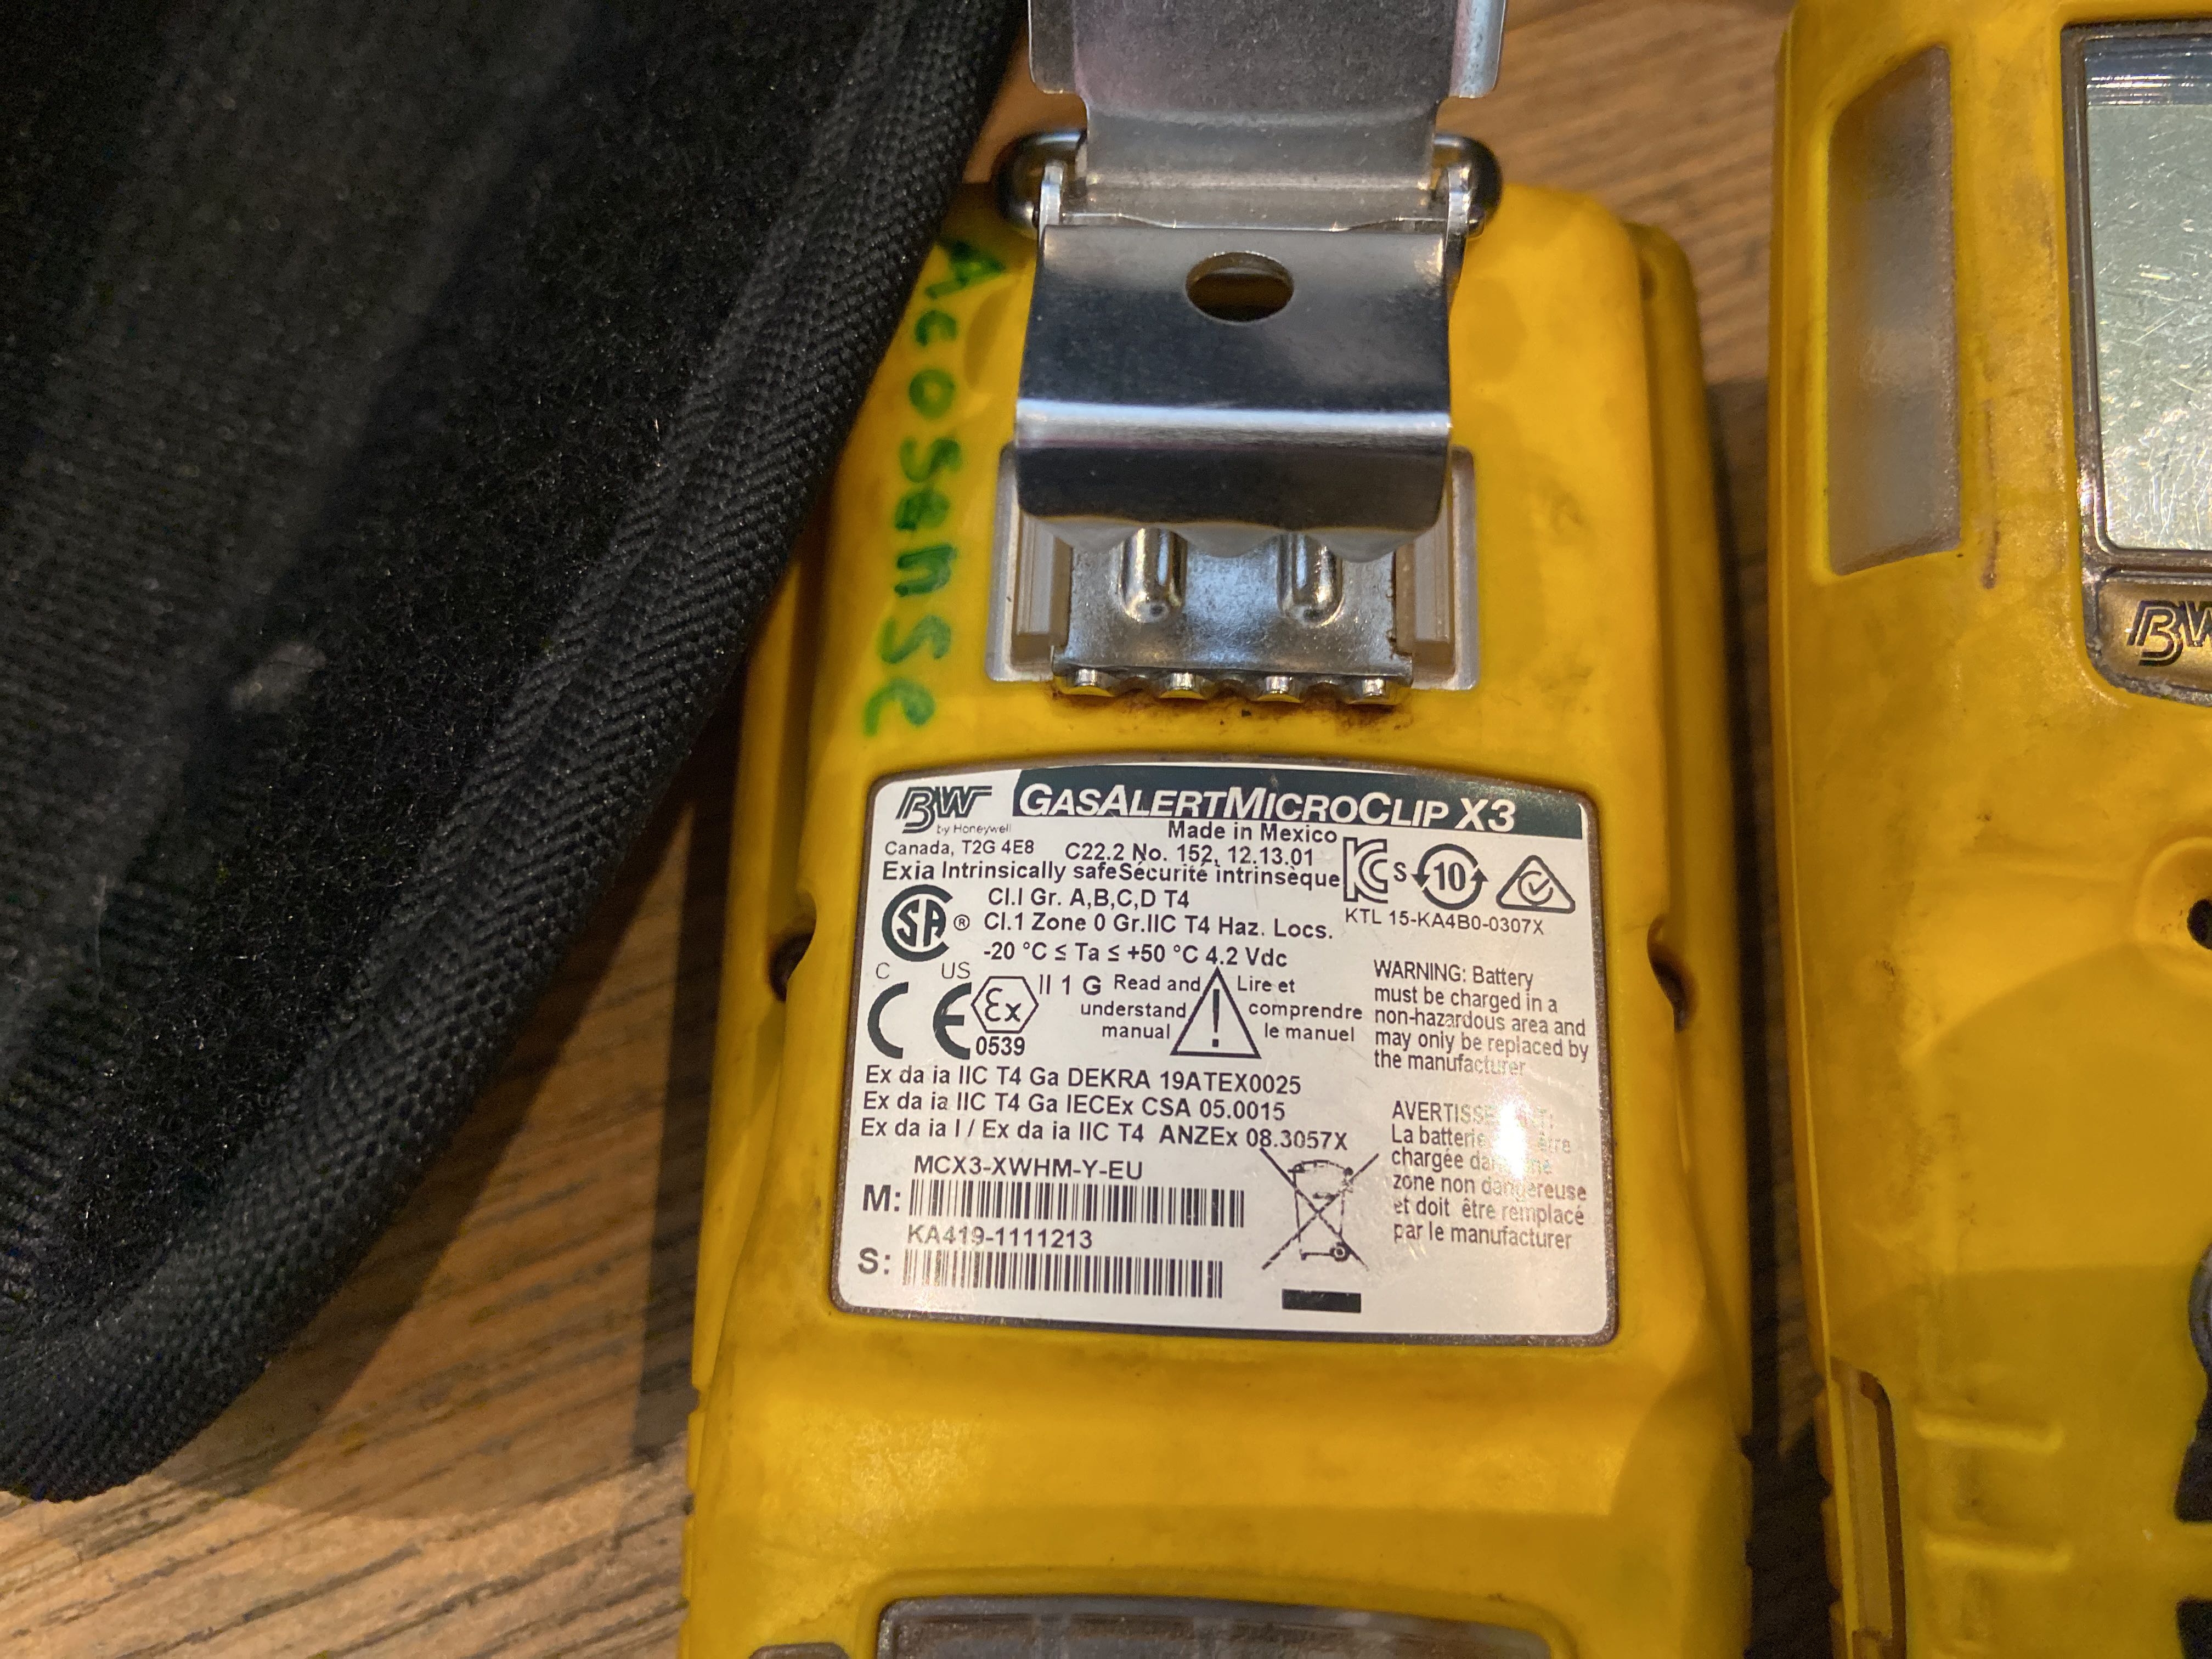 Acosense
BW
by Honeywell
GASALERTMICROCLIP X3
Made in Mexico
Canada, T2G 4E8 C22.2 No. 152, 12.13.01
Exia Intrinsically safe Sécurité intrinsèque
KC s 10
KTL 15-KA4B0-0307X
Cl.I Gr. A,B,C,D T4
SA ® Cl.1 Zone 0 Gr.IIC T4 Haz. Locs.
-20 °C ≤ Ta ≤ +50 °C 4.2 Vdc
C US
CE Ex II 1 G
0539
Read and
understand
manual
!
Lire et
comprendre
le manuel
WARNING: Battery
must be charged in a
non-hazardous area and
may only be replaced by
the manufacturer
Ex da ia IIC T4 Ga DEKRA 19ATEX0025
Ex da ia IIC T4 Ga IECEx CSA 05.0015
Ex da ia I / Ex da ia IIC T4 ANZEx 08.3057X
La batterie
chargée
zone non dangereuse
et doit être remplacé
par le manufacturer
MCX3-XWHM-Y-EU
M:
KA419-1111213
S:
BW